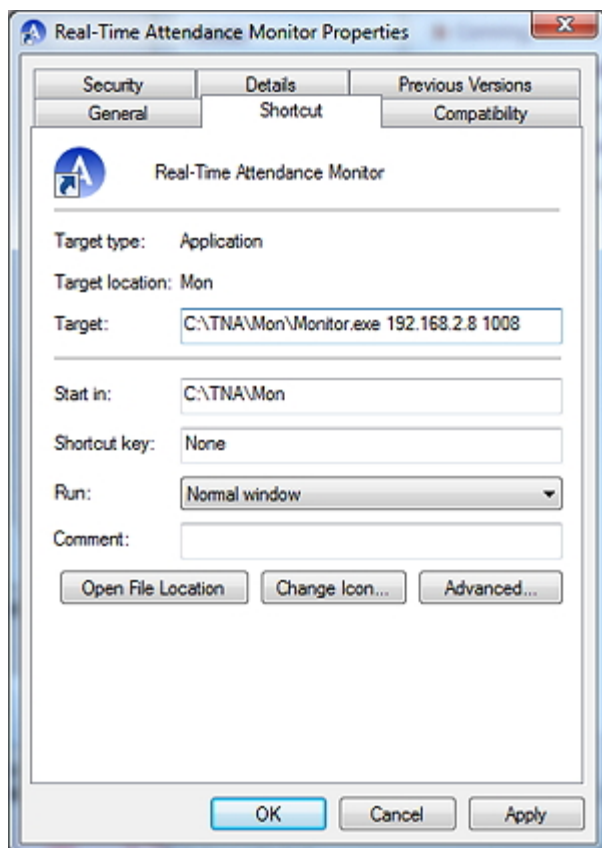 Real-Time Attendance Monitor Properties
Security Details Previous Versions
General Shortcut Compatibility
Real-Time Attendance Monitor
Target type: Application
Target location: Mon
Target: C:\TNA\Mon\Monitor.exe 192.168.2.8 1008
Start in: C:\TNA\Mon
Shortcut key: None
Run: Normal window
Comment:
Open File Location Change Icon... Advanced...
OK Cancel Apply